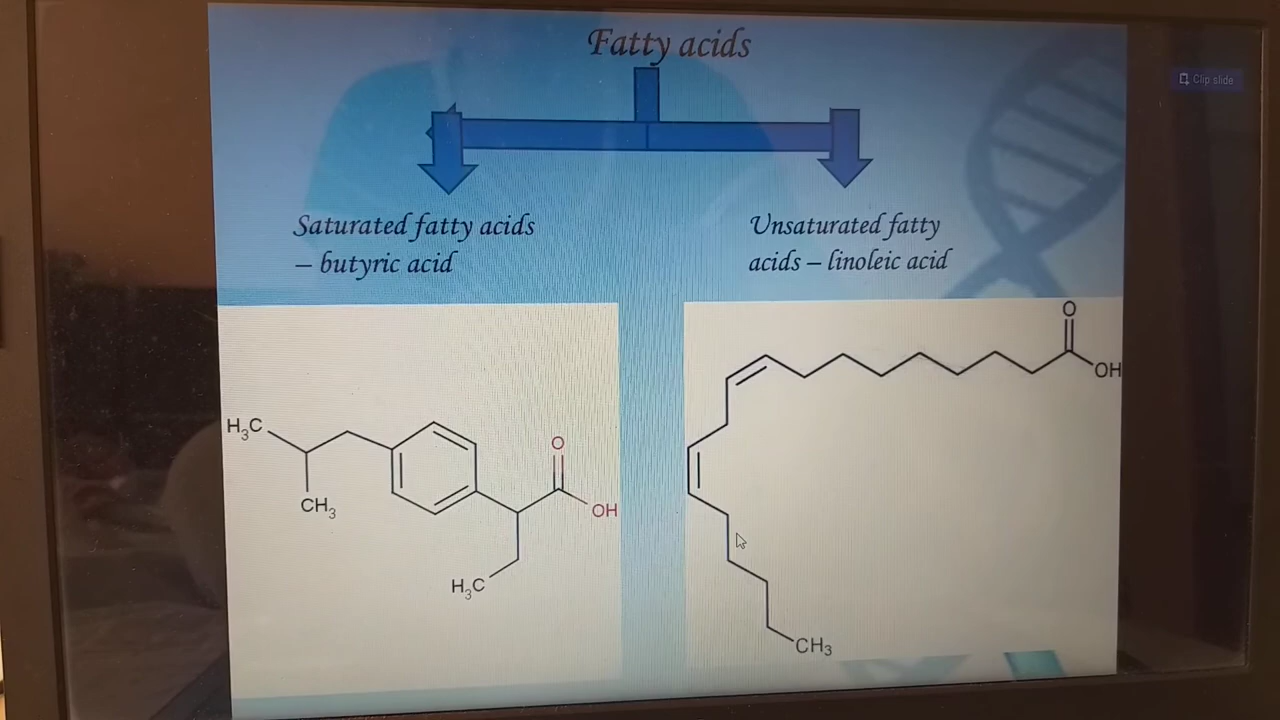 Fatty acids
Clip slide
Saturated fatty acids
– butyric acid
Unsaturated fatty
acids – linoleic acid
O
OH
H3C
CH3
O
OH
H3C
CH3